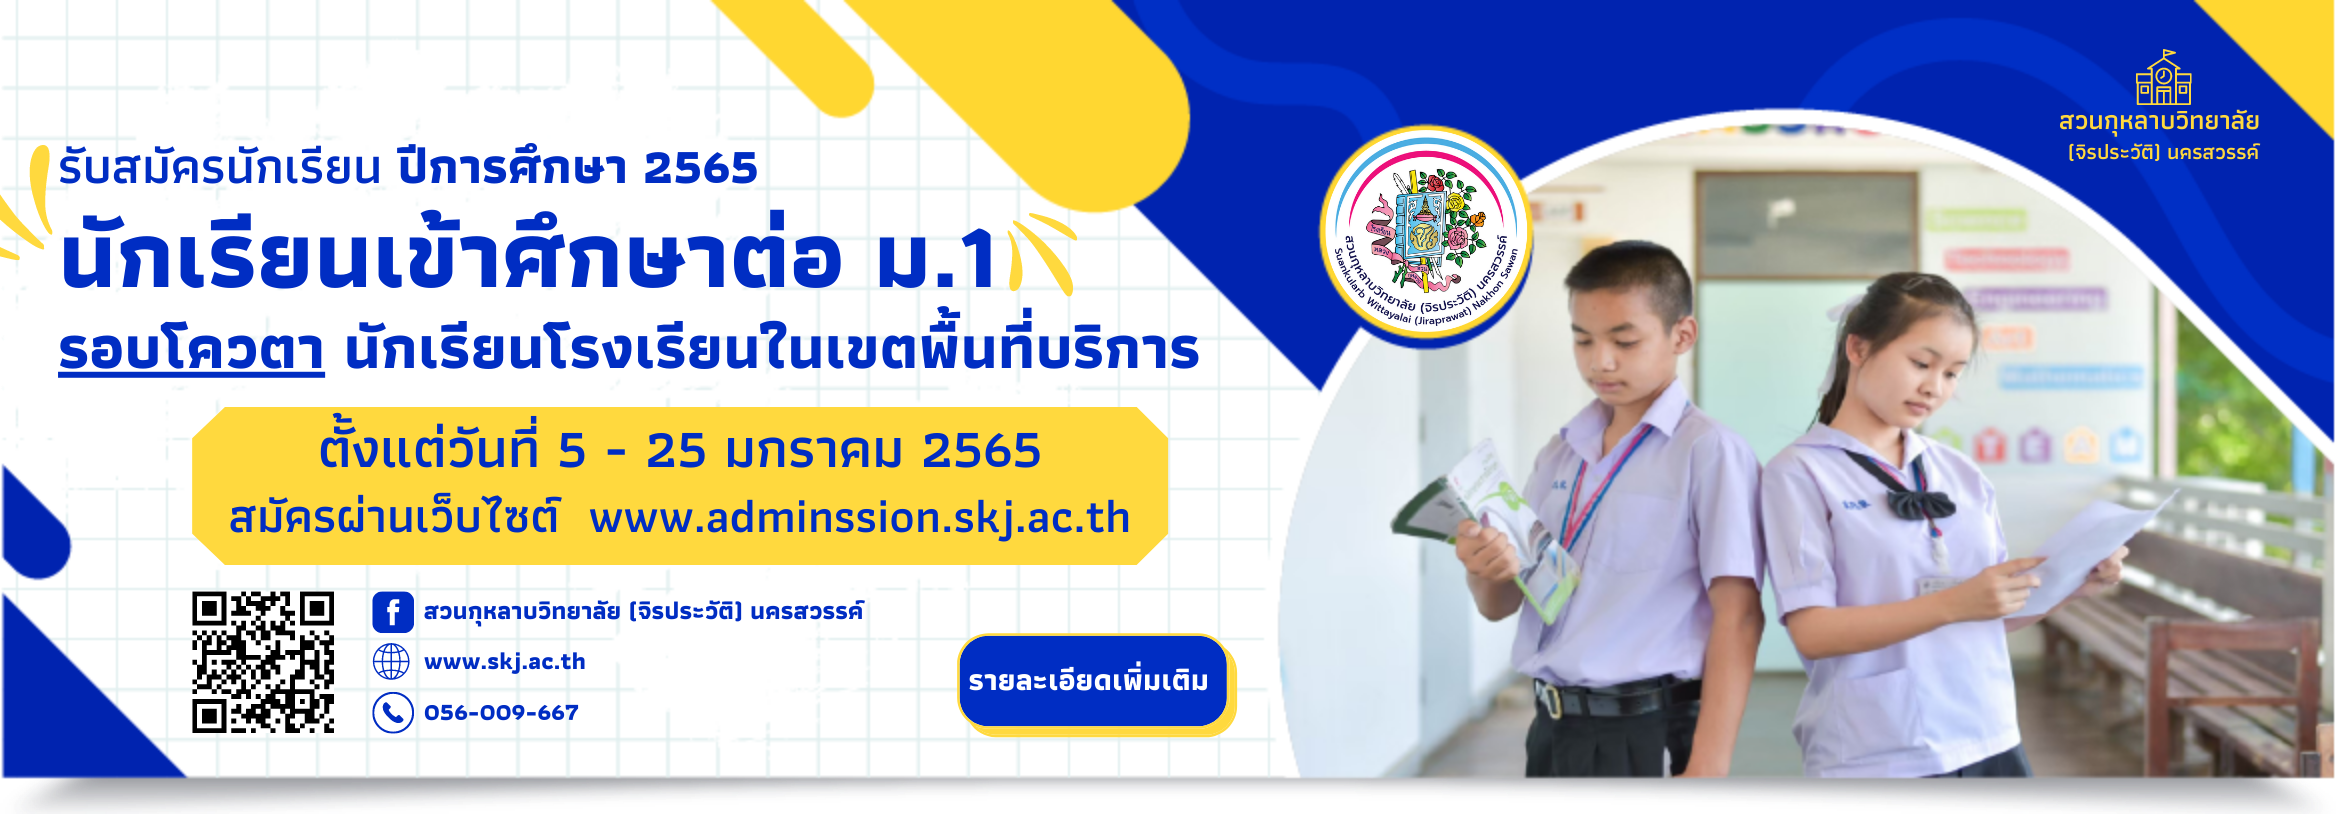 รับสมัครนักเรียน ปีการศึกษา 2565
นักเรียนเข้าศึกษาต่อ ม.1
รอบโควตา นักเรียนโรงเรียนในเขตพื้นที่บริการ
ตั้งแต่วันที่ 5 - 25 มกราคม 2565
สมัครผ่านเว็บไซต์ www.adminssion.skj.ac.th
f สวนกุหลาบวิทยาลัย (จิรประวัติ) นครสวรรค์
www.skj.ac.th
056-009-667
รายละเอียดเพิ่มเติม
สวนกุหลาบวิทยาลัย (จิรประวัติ) นครสวรรค์
Suankularb Wittayalai (Jiraprawat) Nakhon Sawan
สวนกุหลาบวิทยาลัย
(จิรประวัติ) นครสวรรค์